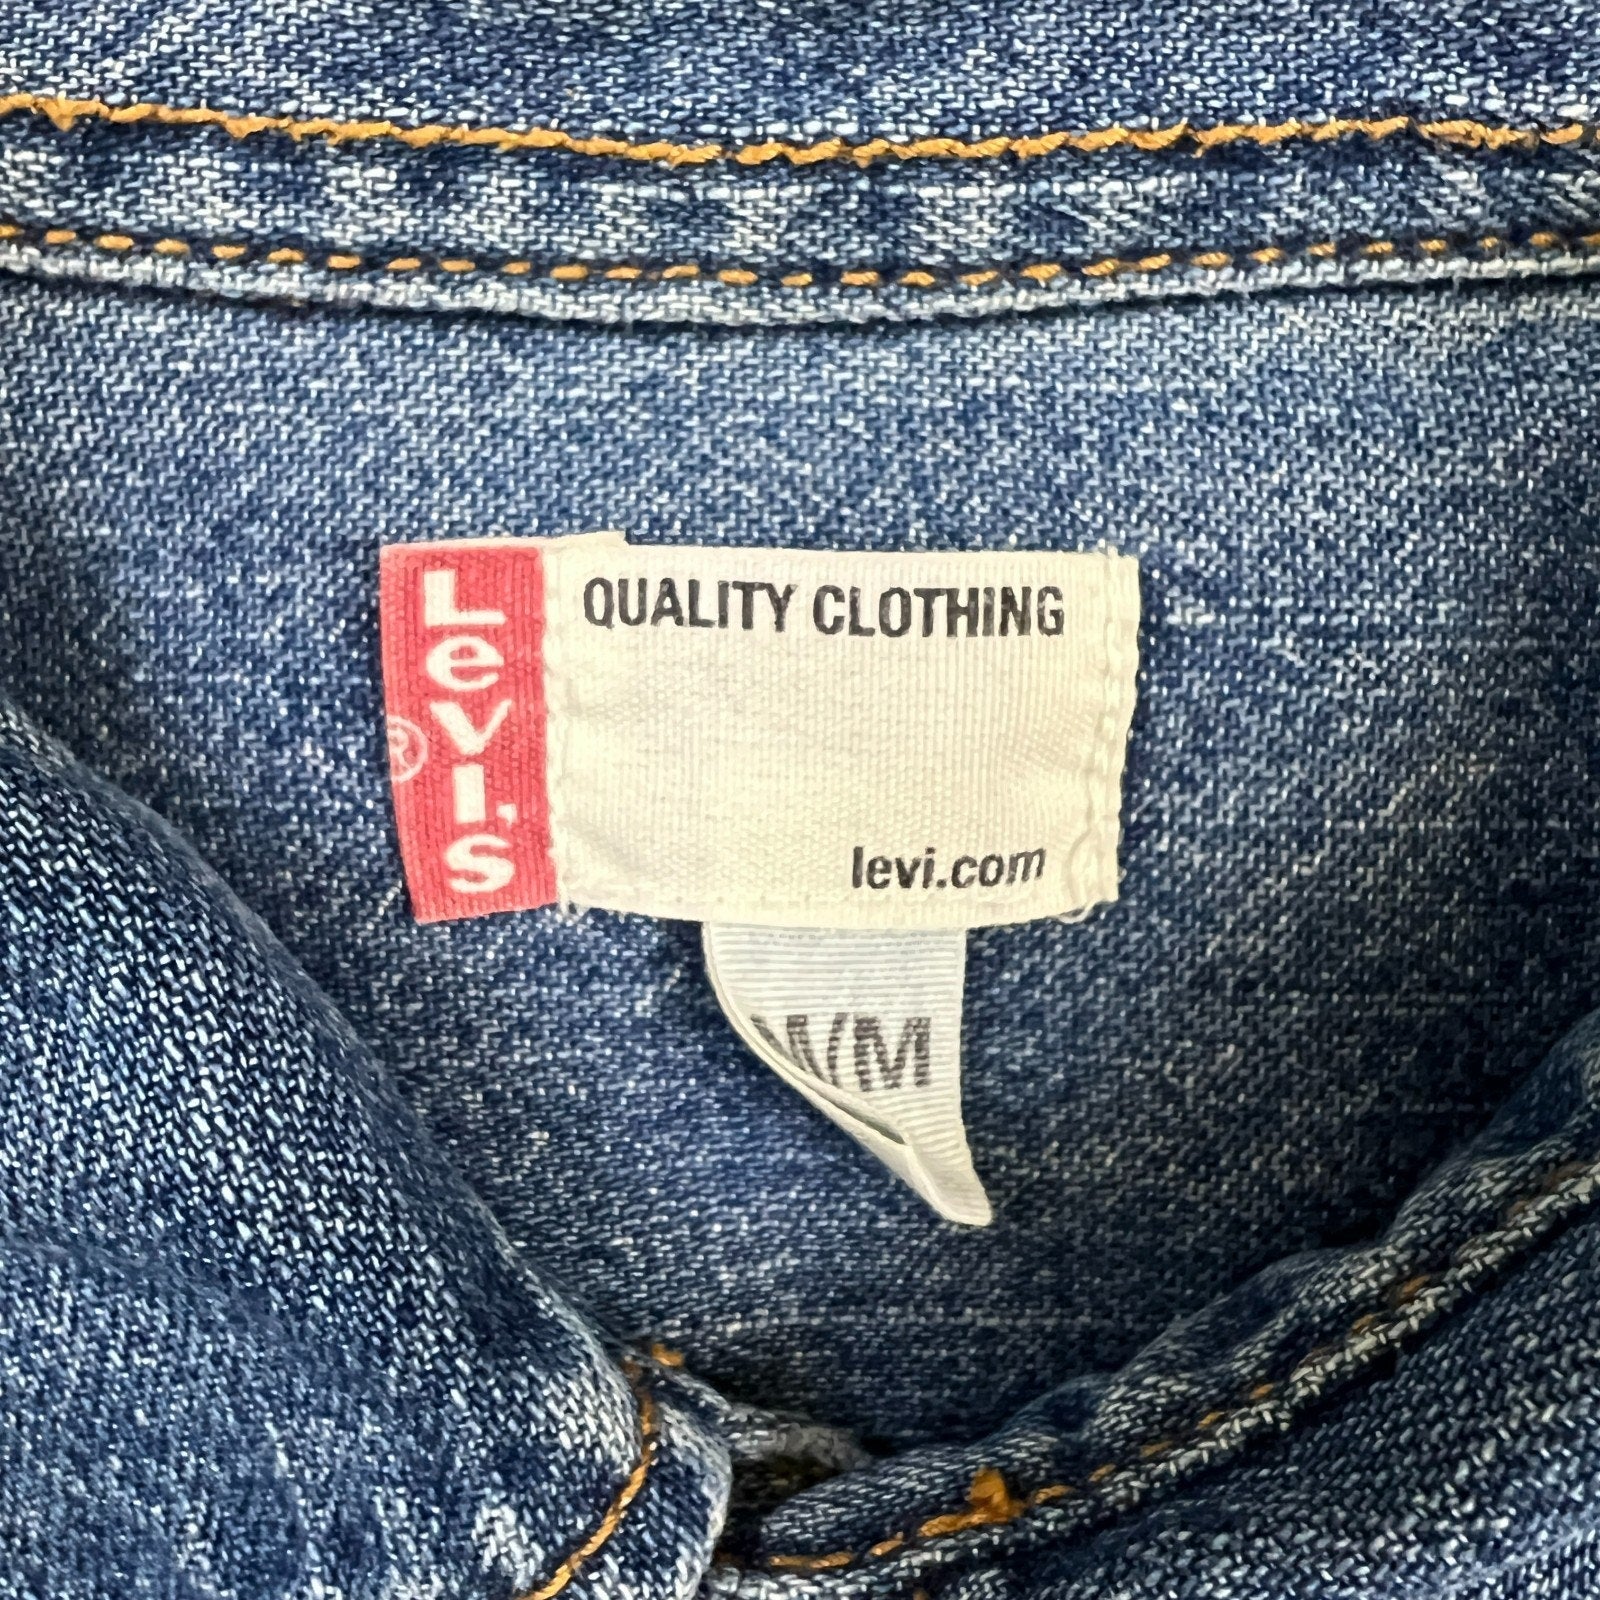 Levi's
®
QUALITY CLOTHING
levi.com
/M